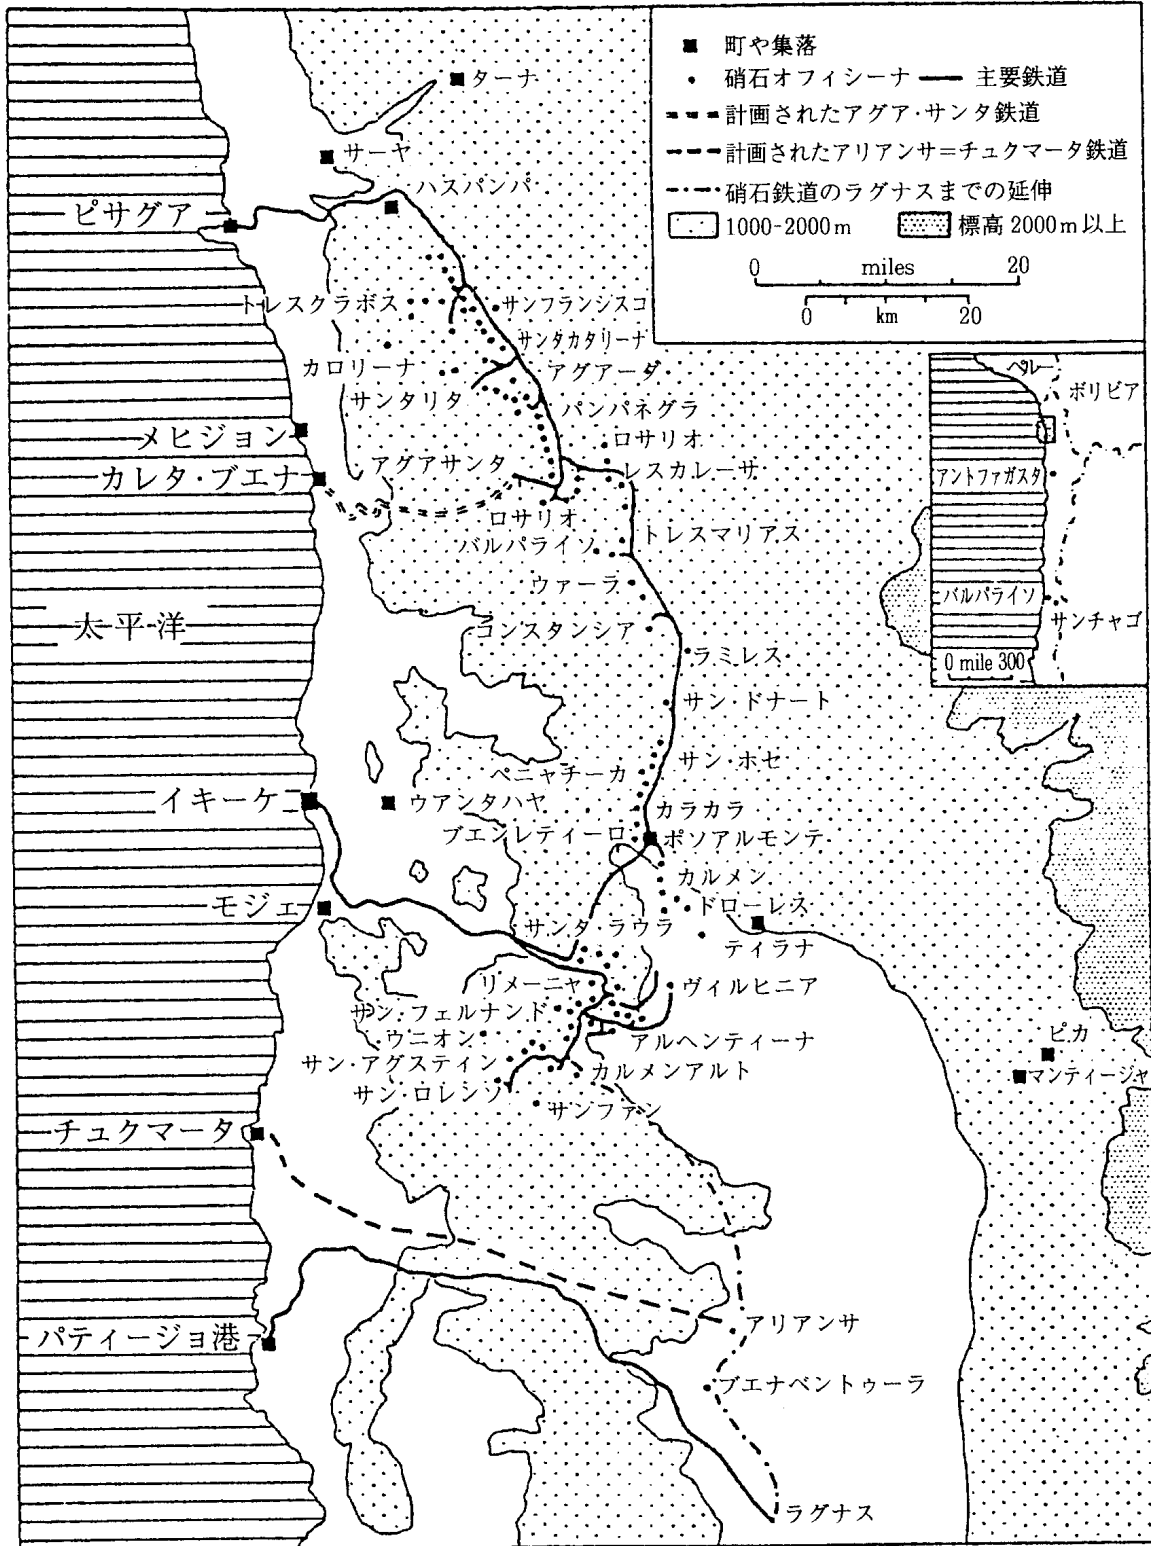 町や集落
硝石オフィシーナ 主要鉄道
計画されたアグア・サンタ鉄道
計画されたアリアンサ=チュクマータ鉄道
硝石鉄道のラグナスまでの延伸
1000-2000m 標高2000m以上
0 miles 20
0 km 20
ターナ
サーヤ
ハスパンパ
ピサグア
トレスクラボス
サンフランシスコ
サンタカタリーナ
カロリーナ
アグアーダ
サンタリタ
パンパネグラ
メヒジョン
ロサリオ
アグアサンタ
レスカレーサ
カレタ・ブエナ
ロサリオ
トレスマリアス
バルパライソ
ウァーラ
太平洋
コンスタンシア
ラミレス
サン・ドナート
サン・ホセ
ペニャチーカ
イキーケ
ウアンタハヤ
カラカラ
ブエンレティーロ
ポソアルモンテ
カルメン
モジェ
ドローレス
サンタ・ラウラ
ティラナ
リメーニャ
ヴィルヒニア
サン・フェルナンド
ウニオン
アルヘンティーナ
サン・アグスティン
カルメンアルト
サン・ロレンソ
サンファン
ピカ
マンティージャ
チュクマータ
パティージョ港
アリアンサ
ブエナベントゥーラ
ラグナス
ペルー
ボリビア
アントファガスタ
バルパライソ
サンチャゴ
0 mile 300